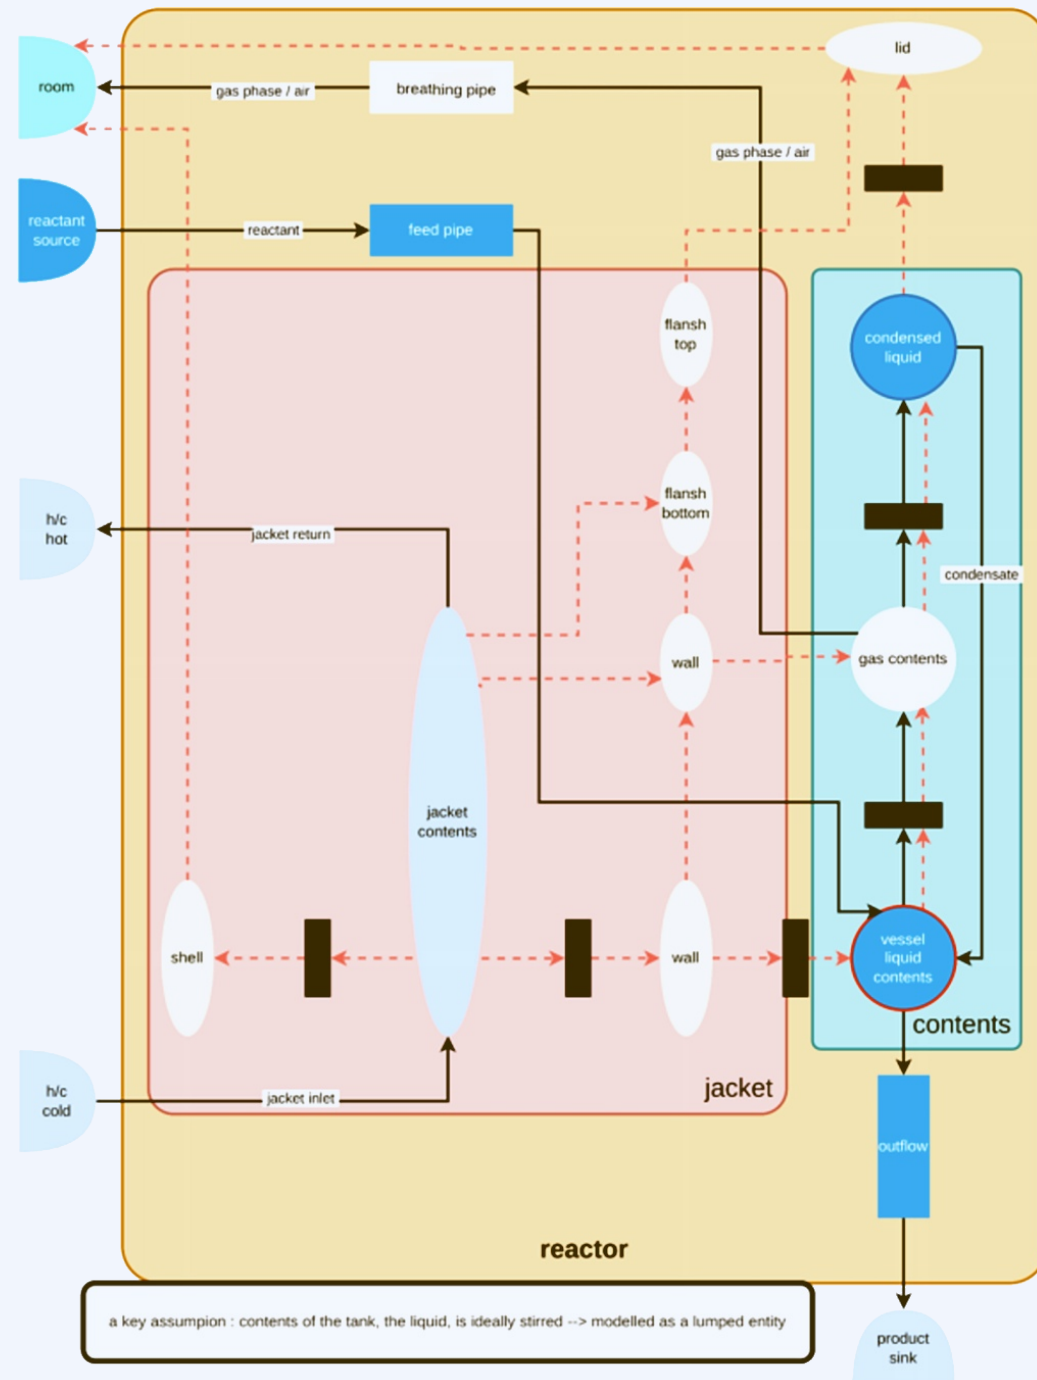 lid
room
breathing pipe
gas phase / air
gas phase / air
reactant
source
reactant
feed pipe
flansh
top
condensed
liquid
flansh
bottom
h/c
hot
jacket return
condensate
wall
gas contents
jacket
contents
shell
wall
vessel
liquid
contents
contents
jacket
h/c
cold
jacket inlet
outflow
reactor
a key assumpion : contents of the tank, the liquid, is ideally stirred --> modelled as a lumped entity
product
sink